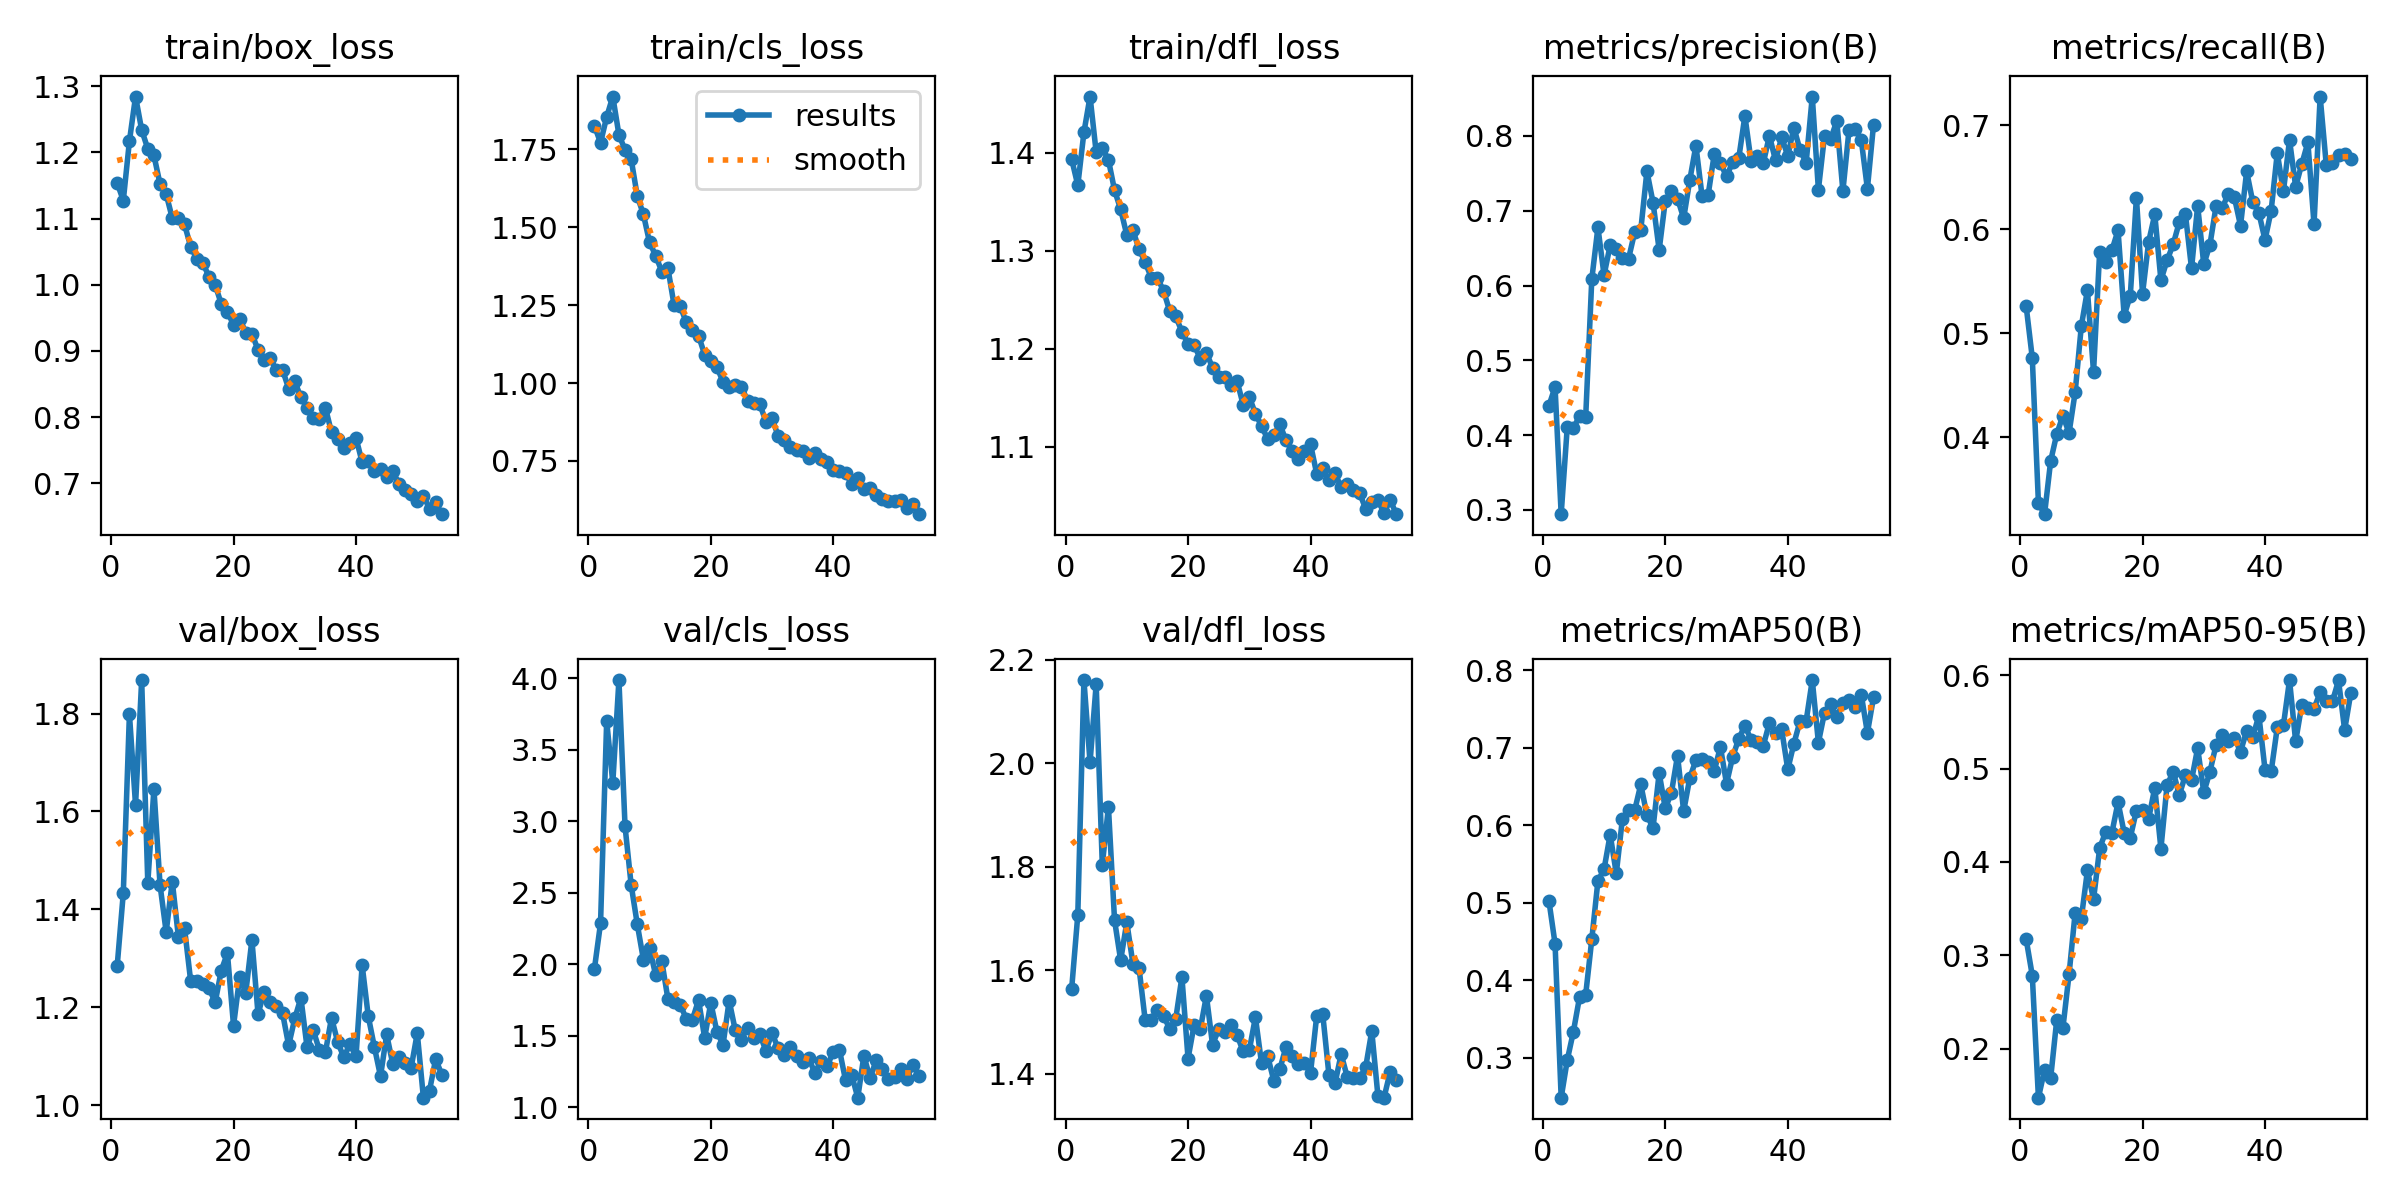 train/box_loss
1.3
1.2
1.1
1.0
0.9
0.8
0.7
0 20 40
train/cls_loss
results
smooth
1.75
1.50
1.25
1.00
0.75
0 20 40
train/dfl_loss
1.4
1.3
1.2
1.1
0 20 40
metrics/precision(B)
0.8
0.7
0.6
0.5
0.4
0.3
0 20 40
metrics/recall(B)
0.7
0.6
0.5
0.4
0 20 40
val/box_loss
1.8
1.6
1.4
1.2
1.0
0 20 40
val/cls_loss
4.0
3.5
3.0
2.5
2.0
1.5
1.0
0 20 40
val/dfl_loss
2.2
2.0
1.8
1.6
1.4
0 20 40
metrics/mAP50(B)
0.8
0.7
0.6
0.5
0.4
0.3
0 20 40
metrics/mAP50-95(B)
0.6
0.5
0.4
0.3
0.2
0 20 40